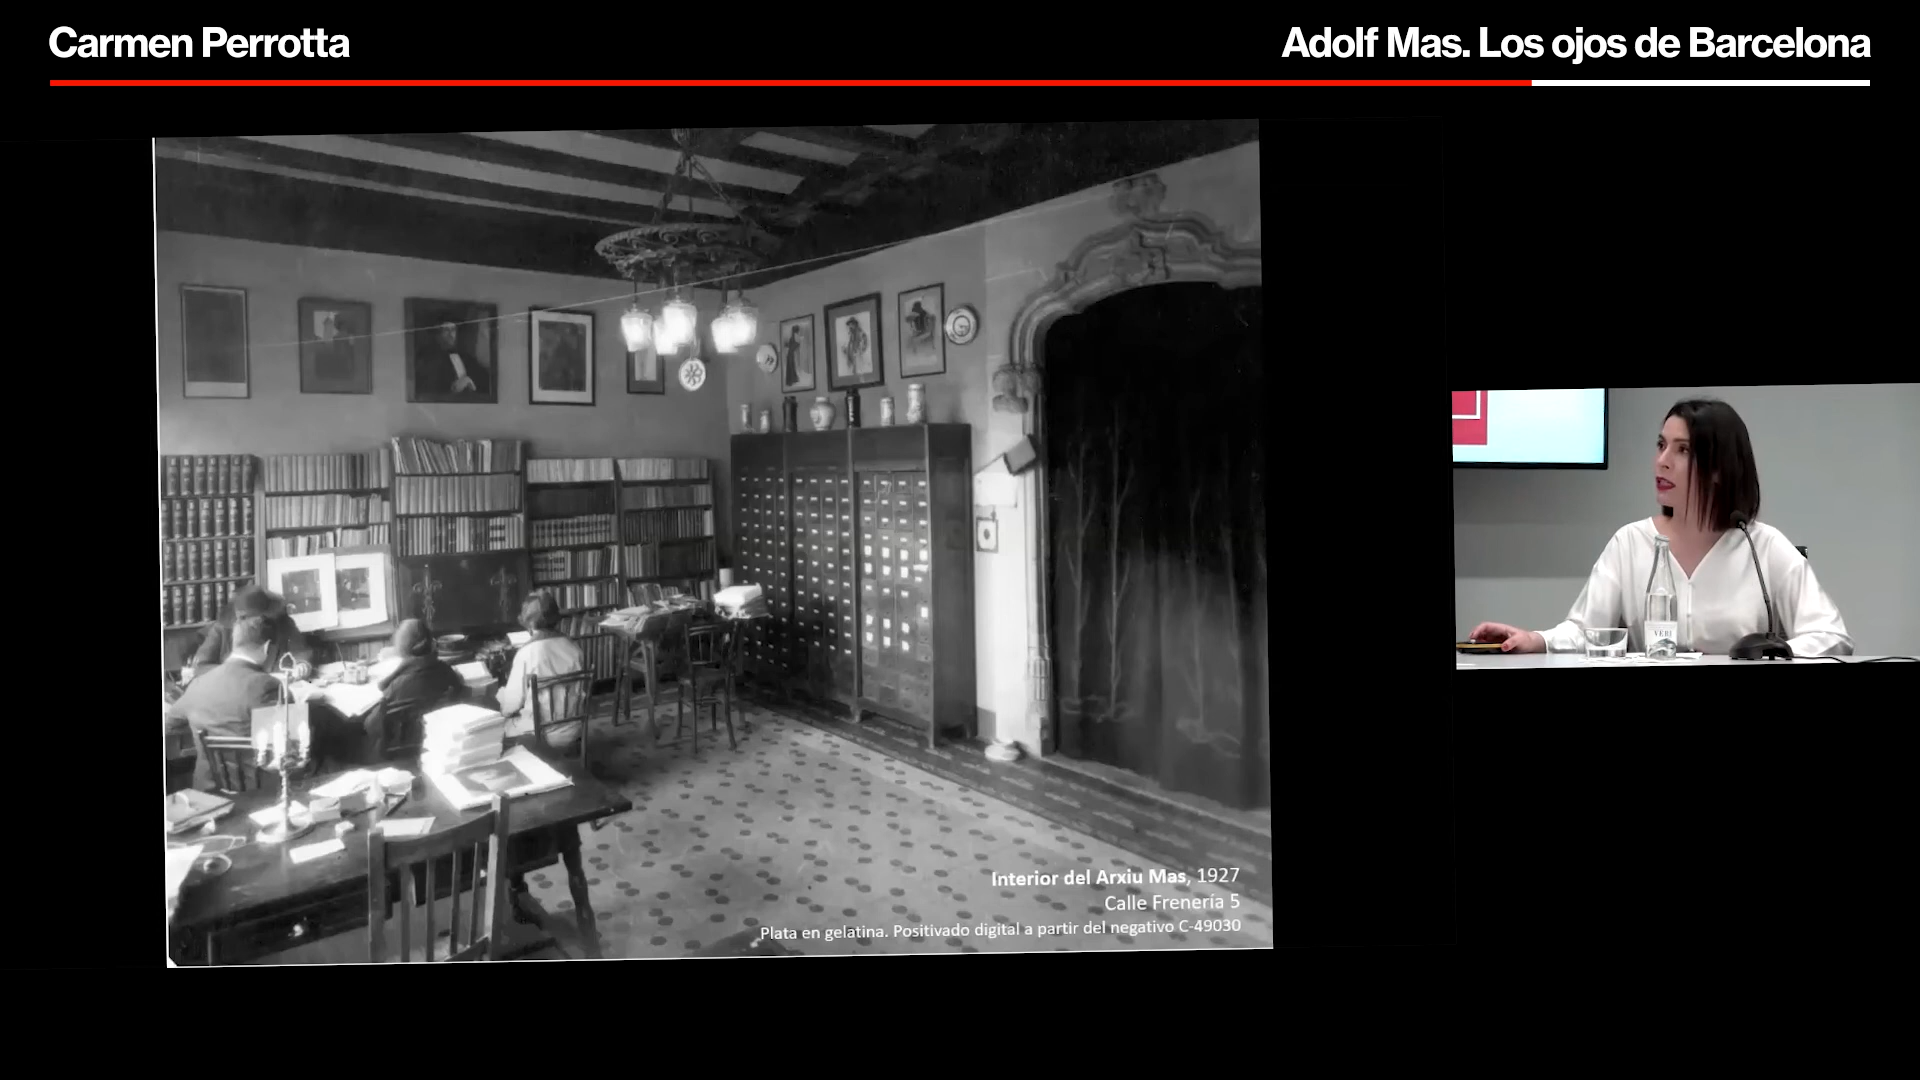 Carmen Perrotta
Adolf Mas. Los ojos de Barcelona
Interior del Arxiu Mas, 1927
Calle Frenería 5
Plata en gelatina. Positivado digital a partir del negativo C-49030
VERI